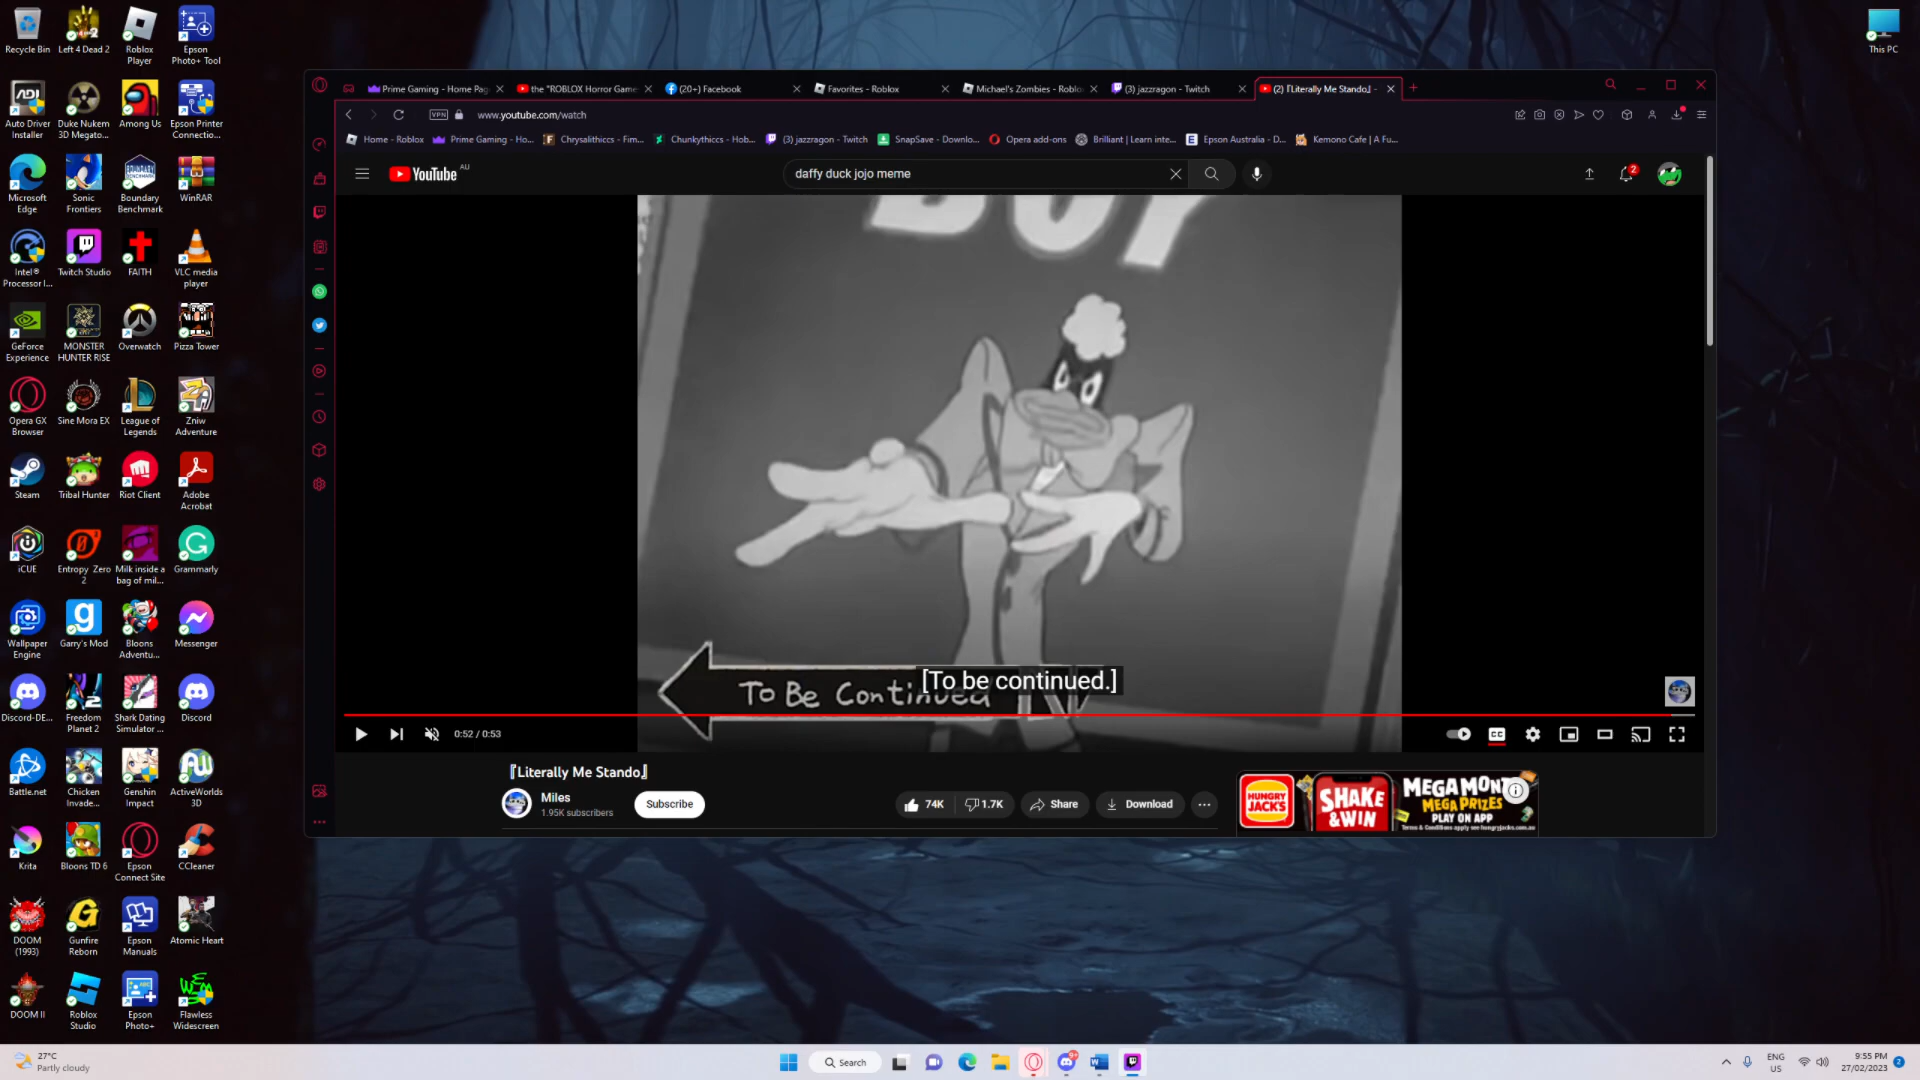 Recycle Bin
Left 4 Dead 2
Roblox Player
Epson Photo+ Tool
This PC
Auto Driver Installer
Duke Nukem 3D Megato...
Among Us
Epson Printer Connectio...
Microsoft Edge
Sonic Frontiers
Boundary Benchmark
WinRAR
Intel® Processor I...
Twitch Studio
FAITH
VLC media player
GeForce Experience
MONSTER HUNTER RISE
Overwatch
Pizza Tower
Opera GX Browser
Sine Mora EX
League of Legends
Zniw Adventure
Steam
Tribal Hunter
Riot Client
Adobe Acrobat
iCUE
Entropy Zero 2
Milk inside a bag of mil...
Grammarly
Wallpaper Engine
Garry's Mod
Bloons Adventu...
Messenger
Discord-DE...
Freedom Planet 2
Shark Dating Simulator ...
Discord
Battle.net
Chicken Invade...
Genshin Impact
ActiveWorlds 3D
Krita
Bloons TD 6
Epson Connect Site
CCleaner
DOOM (1993)
Gunfire Reborn
Epson Manuals
Atomic Heart
DOOM II
Roblox Studio
Epson Photo+
Flawless Widescreen
Prime Gaming - Home Pag
the "ROBLOX Horror Game
(20+) Facebook
Favorites - Roblox
Michael's Zombies - Roblo
(3) jazzragon - Twitch
(2)『Literally Me Stando』 -
VPN
www.youtube.com/watch
Home - Roblox
Prime Gaming - Ho...
Chrysalithiccs - Fim...
Chunkythiccs - Hob...
(3) jazzragon - Twitch
SnapSave - Downlo...
Opera add-ons
Brilliant | Learn inte...
Epson Australia - D...
Kemono Cafe | A Fu...
YouTube AU
daffy duck jojo meme
2
BUY
To Be Continued
[To be continued.]
0:52 / 0:53
『Literally Me Stando』
Miles
1.95K subscribers
Subscribe
74K
1.7K
Share
Download
HUNGRY JACK'S
SHAKE & WIN
MEGA MONT
MEGA PRIZES
PLAY ON APP
27°C
Partly cloudy
Search
ENG
US
9:55 PM
27/02/2023
2